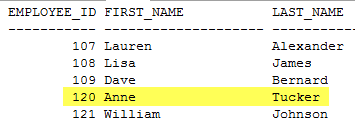 EMPLOYEE_ID FIRST_NAME LAST_NAME
----------- -------------------- ---------------
107 Lauren Alexander
108 Lisa James
109 Dave Bernard
120 Anne Tucker
121 William Johnson